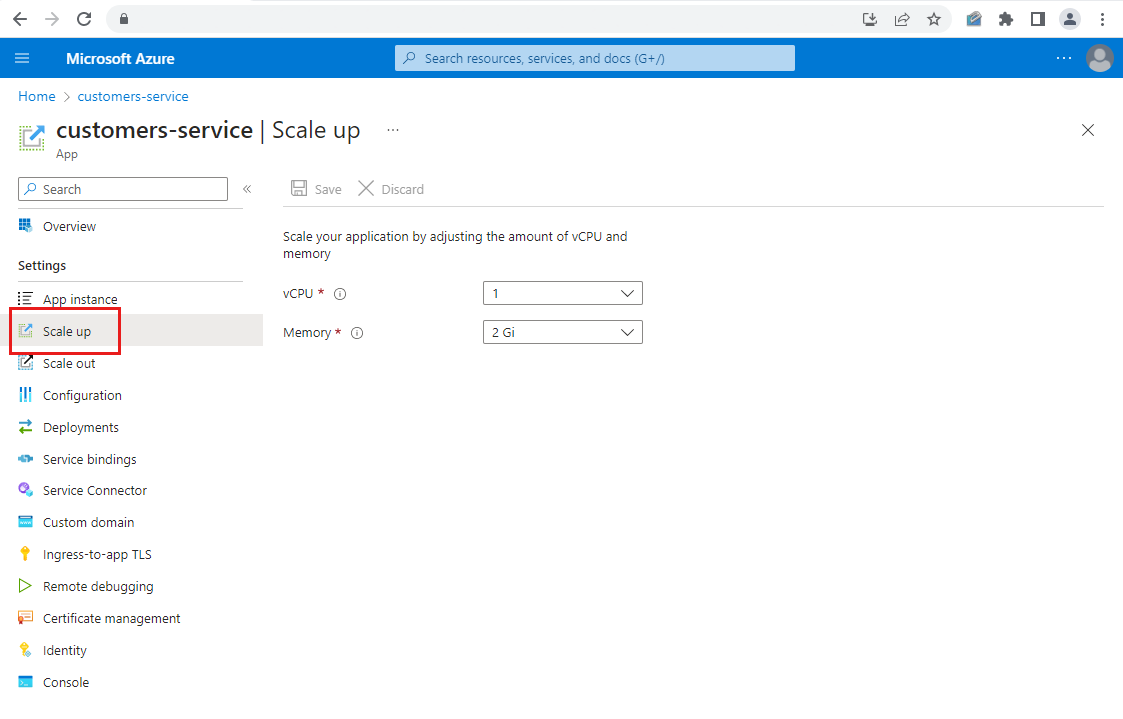 Microsoft Azure
Search resources, services, and docs (G+/)
...
Home > customers-service
customers-service | Scale up ...
App
Search «
Overview
Settings
App instance
Scale up
Scale out
Configuration
Deployments
Service bindings
Service Connector
Custom domain
Ingress-to-app TLS
Remote debugging
Certificate management
Identity
Console
Save Discard
Scale your application by adjusting the amount of vCPU and
memory
vCPU * 1
Memory * 2 Gi